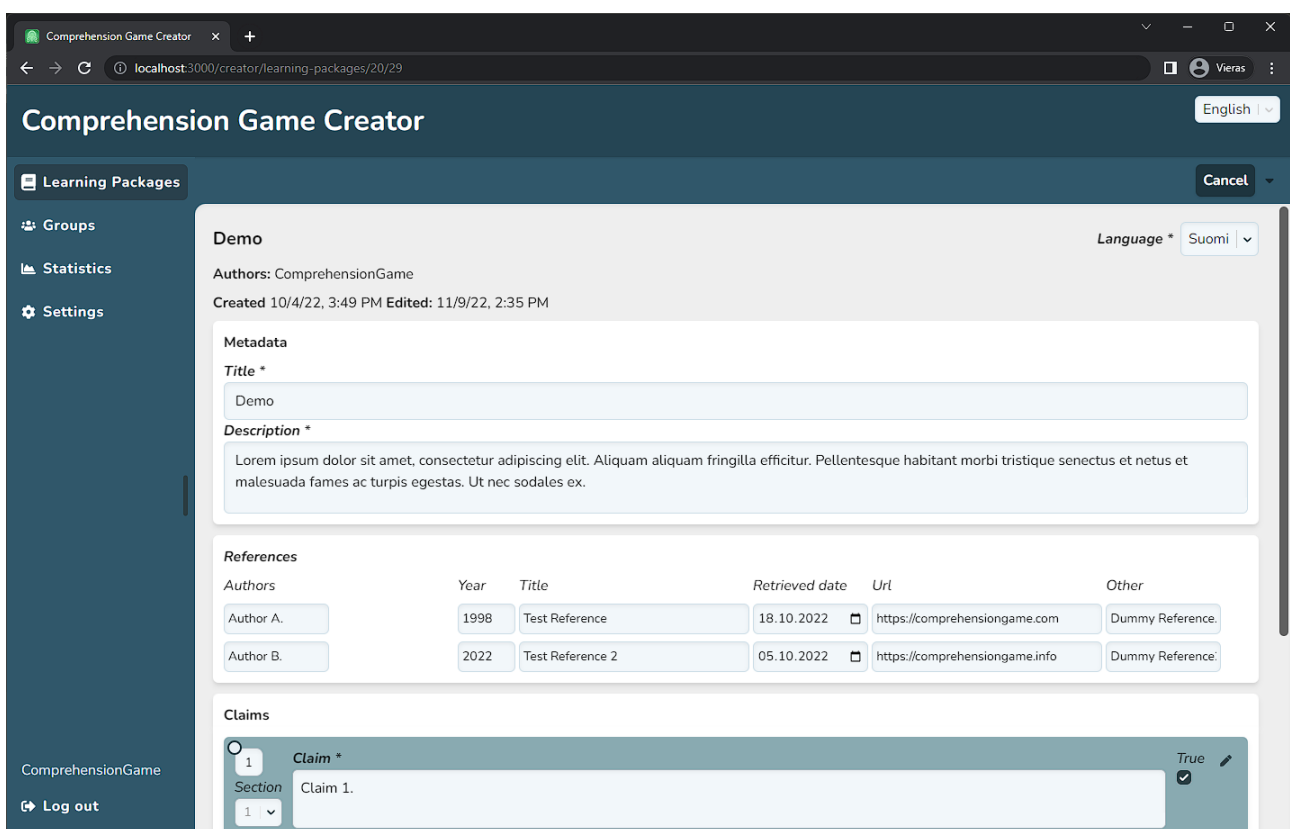 Comprehension Game Creator
localhost:3000/creator/learning-packages/20/29
Vieras
Comprehension Game Creator
English
Learning Packages
Cancel
Groups
Statistics
Settings
Demo
Language * Suomi
Authors: ComprehensionGame
Created 10/4/22, 3:49 PM Edited: 11/9/22, 2:35 PM
Metadata
Title *
Demo
Description *
Lorem ipsum dolor sit amet, consectetur adipiscing elit. Aliquam aliquam fringilla efficitur. Pellentesque habitant morbi tristique senectus et netus et
malesuada fames ac turpis egestas. Ut nec sodales ex.
References
Authors Year Title Retrieved date Url Other
Author A. 1998 Test Reference 18.10.2022 https://comprehensiongame.com Dummy Reference.
Author B. 2022 Test Reference 2 05.10.2022 https://comprehensiongame.info Dummy Reference
Claims
1 Claim * True
Section Claim 1.
1
ComprehensionGame
Log out